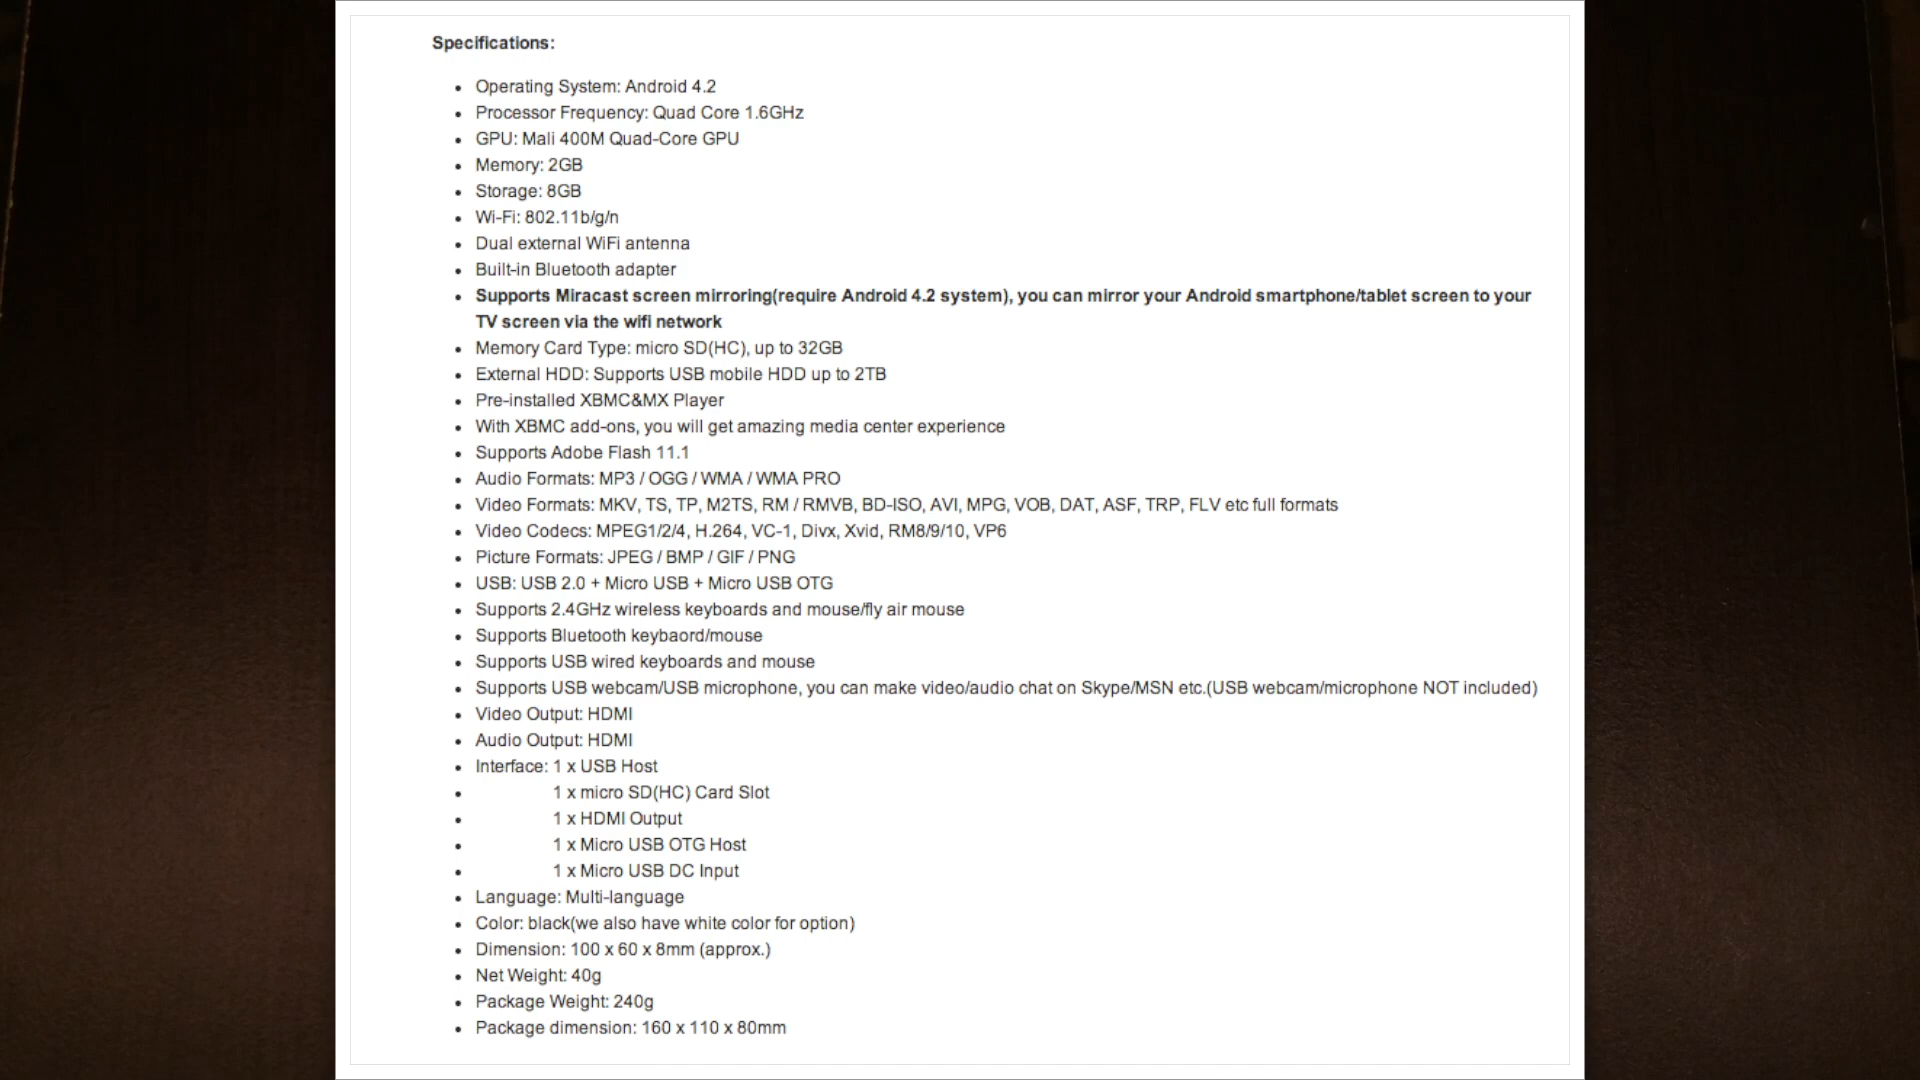 Specifications:
Operating System: Android 4.2
Processor Frequency: Quad Core 1.6GHz
GPU: Mali 400M Quad-Core GPU
Memory: 2GB
Storage: 8GB
Wi-Fi: 802.11b/g/n
Dual external WiFi antenna
Built-in Bluetooth adapter
Supports Miracast screen mirroring(require Android 4.2 system), you can mirror your Android smartphone/tablet screen to your
TV screen via the wifi network
Memory Card Type: micro SD(HC), up to 32GB
External HDD: Supports USB mobile HDD up to 2TB
Pre-installed XBMC&MX Player
With XBMC add-ons, you will get amazing media center experience
Supports Adobe Flash 11.1
Audio Formats: MP3 / OGG / WMA / WMA PRO
Video Formats: MKV, TS, TP, M2TS, RM / RMVB, BD-ISO, AVI, MPG, VOB, DAT, ASF, TRP, FLV etc full formats
Video Codecs: MPEG1/2/4, H.264, VC-1, Divx, Xvid, RM8/9/10, VP6
Picture Formats: JPEG / BMP / GIF / PNG
USB: USB 2.0 + Micro USB + Micro USB OTG
Supports 2.4GHz wireless keyboards and mouse/fly air mouse
Supports Bluetooth keybaord/mouse
Supports USB wired keyboards and mouse
Supports USB webcam/USB microphone, you can make video/audio chat on Skype/MSN etc.(USB webcam/microphone NOT included)
Video Output: HDMI
Audio Output: HDMI
Interface: 1 x USB Host
1 x micro SD(HC) Card Slot
1 x HDMI Output
1 x Micro USB OTG Host
1 x Micro USB DC Input
Language: Multi-language
Color: black(we also have white color for option)
Dimension: 100 x 60 x 8mm (approx.)
Net Weight: 40g
Package Weight: 240g
Package dimension: 160 x 110 x 80mm